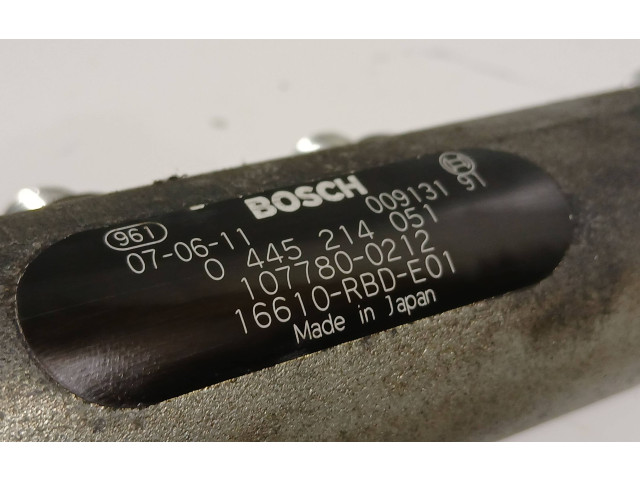 BOSCH
961
07-06-11 009131 91
0 445 214 051
107780-0212
16610-RBD-E01
Made in Japan